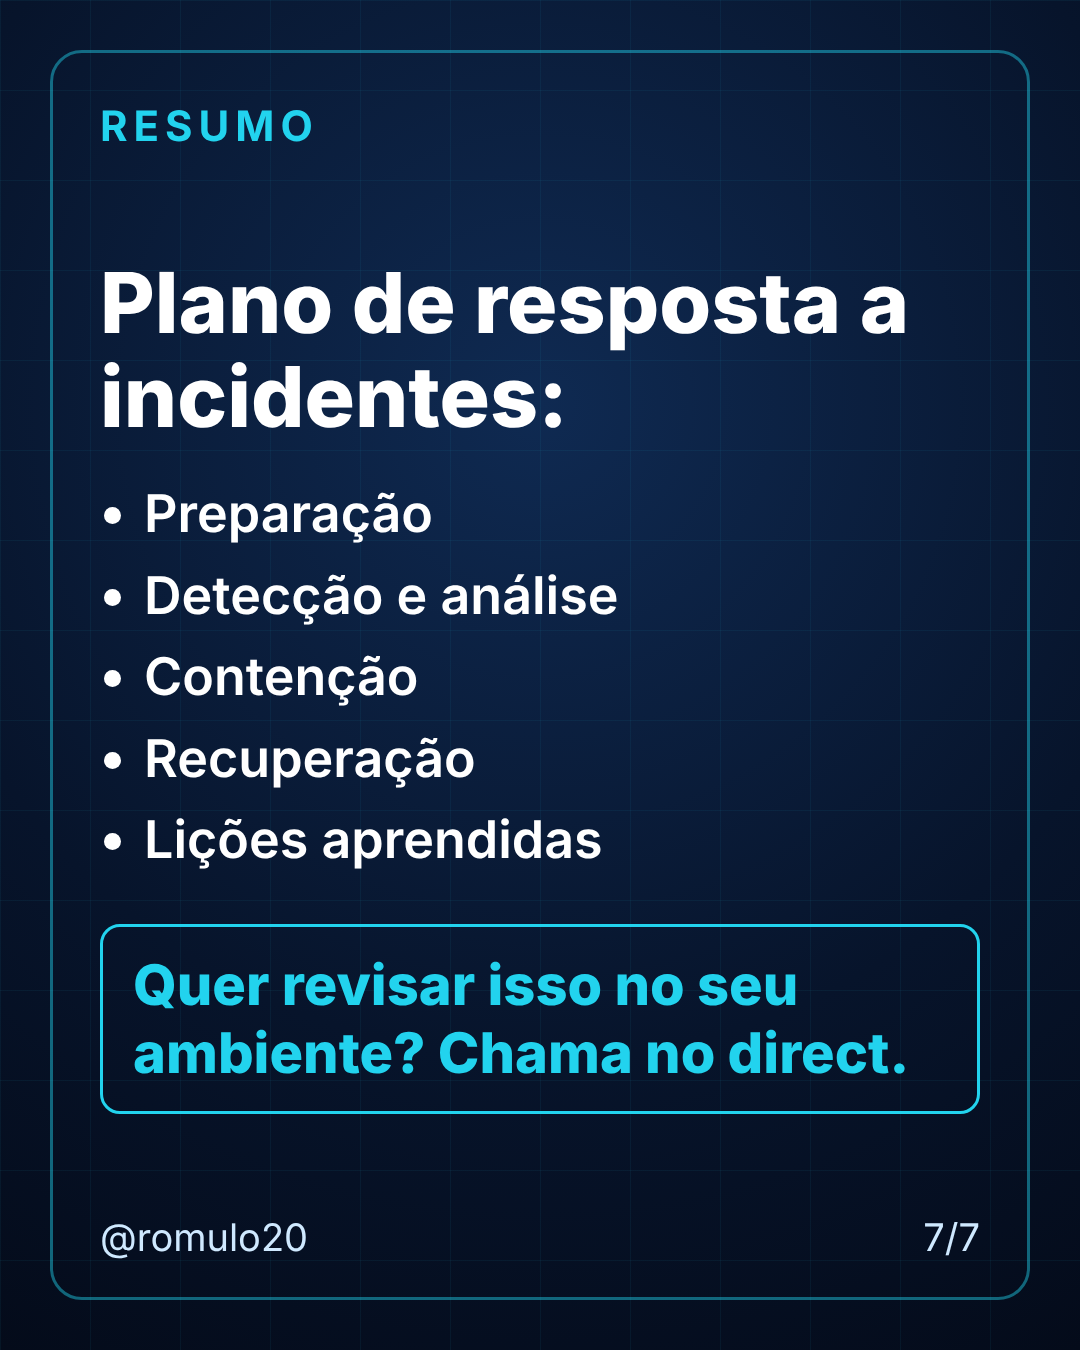 RESUMO
Plano de resposta a
incidentes:
• Preparação
• Detecção e análise
• Contenção
• Recuperação
• Lições aprendidas
Quer revisar isso no seu
ambiente? Chama no direct.
@romulo20
7/7